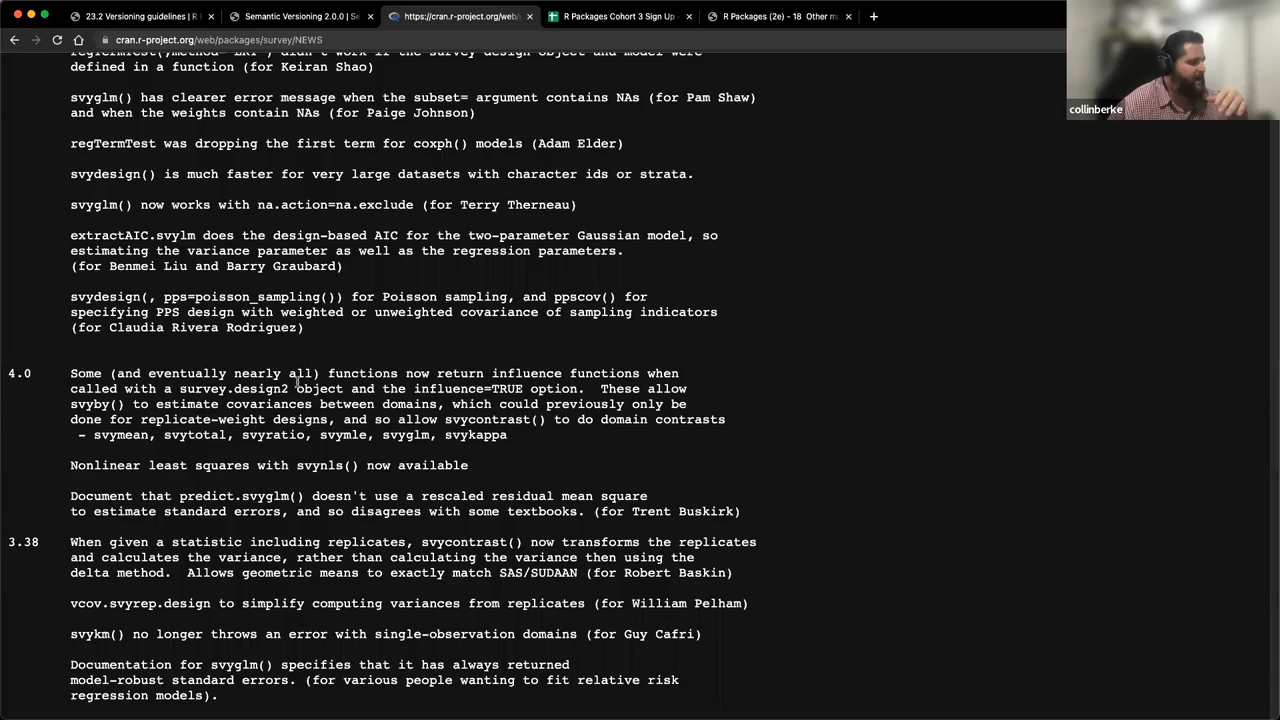 23.2 Versioning guidelines | R
Semantic Versioning 2.0.0 | Se
https://cran.r-project.org/web/
R Packages Cohort 3 Sign Up -
R Packages (2e) - 18 Other m
cran.r-project.org/web/packages/survey/NEWS
defined in a function (for Keiran Shao)
svyglm() has clearer error message when the subset= argument contains NAs (for Pam Shaw)
and when the weights contain NAs (for Paige Johnson)
regTermTest was dropping the first term for coxph() models (Adam Elder)
svydesign() is much faster for very large datasets with character ids or strata.
svyglm() now works with na.action=na.exclude (for Terry Therneau)
extractAIC.svylm does the design-based AIC for the two-parameter Gaussian model, so
estimating the variance parameter as well as the regression parameters.
(for Benmei Liu and Barry Graubard)
svydesign(, pps=poisson_sampling()) for Poisson sampling, and ppscov() for
specifying PPS design with weighted or unweighted covariance of sampling indicators
(for Claudia Rivera Rodriguez)
4.0 Some (and eventually nearly all) functions now return influence functions when
called with a survey.design2 object and the influence=TRUE option. These allow
svyby() to estimate covariances between domains, which could previously only be
done for replicate-weight designs, and so allow svycontrast() to do domain contrasts
- svymean, svytotal, svyratio, svymle, svyglm, svykappa
Nonlinear least squares with svynls() now available
Document that predict.svyglm() doesn't use a rescaled residual mean square
to estimate standard errors, and so disagrees with some textbooks. (for Trent Buskirk)
3.38 When given a statistic including replicates, svycontrast() now transforms the replicates
and calculates the variance, rather than calculating the variance then using the
delta method. Allows geometric means to exactly match SAS/SUDAAN (for Robert Baskin)
vcov.svyrep.design to simplify computing variances from replicates (for William Pelham)
svykm() no longer throws an error with single-observation domains (for Guy Cafri)
Documentation for svyglm() specifies that it has always returned
model-robust standard errors. (for various people wanting to fit relative risk
regression models).
collinberke